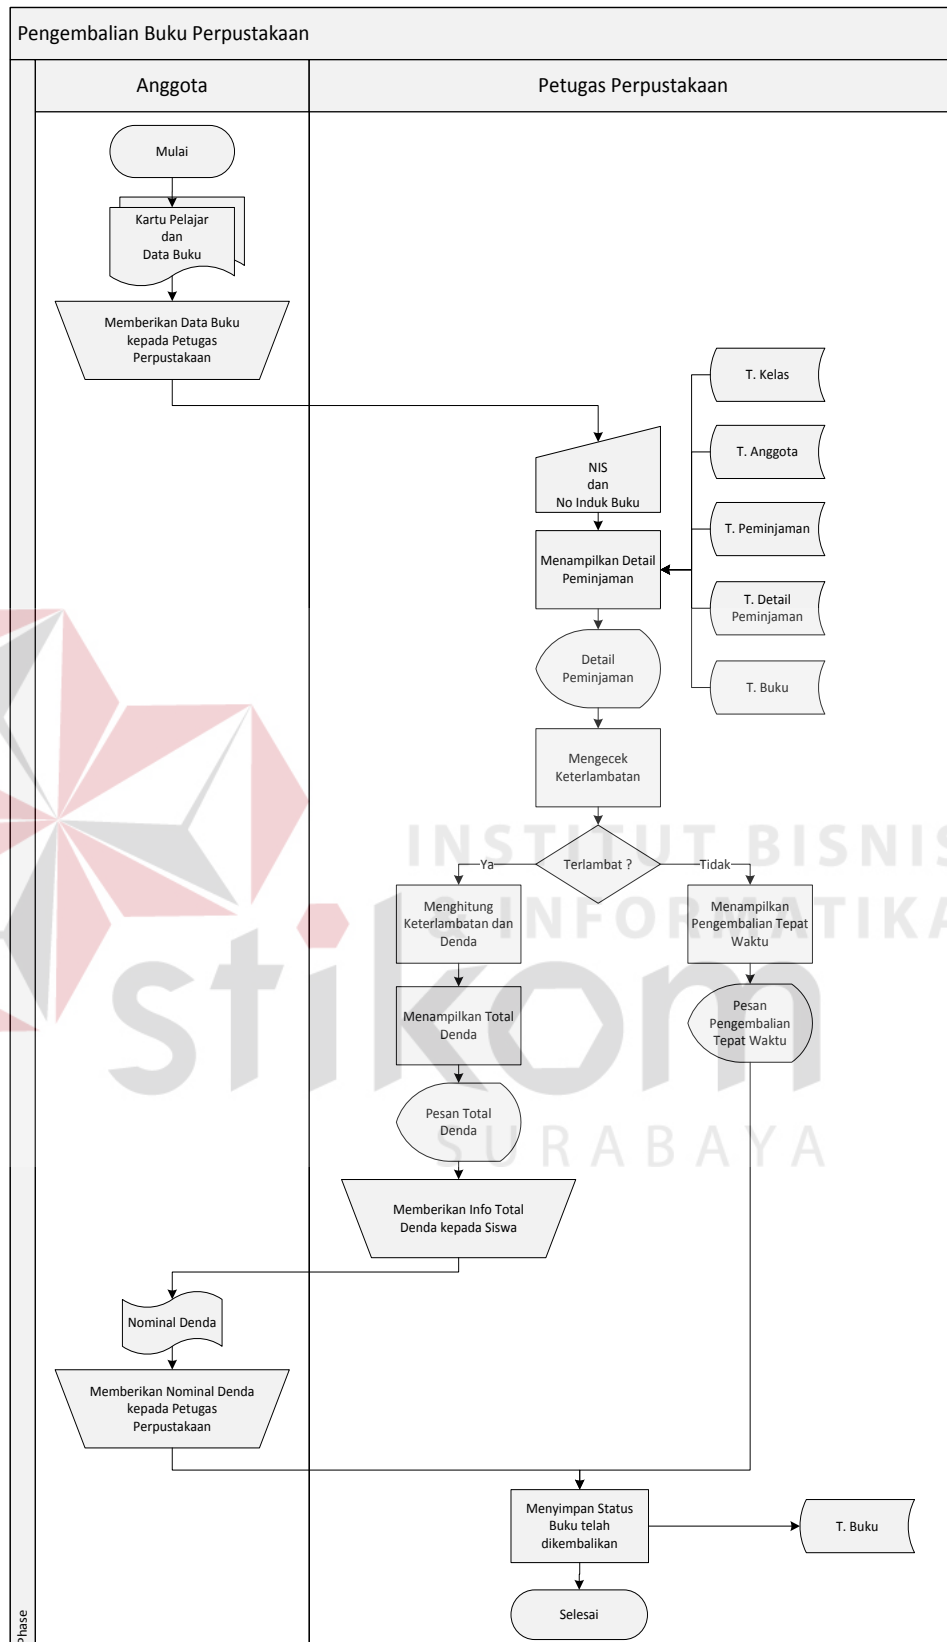 Pengembalian Buku Perpustakaan
Anggota
Petugas Perpustakaan
Mulai
Kartu Pelajar
dan
Data Buku
Memberikan Data Buku
kepada Petugas
Perpustakaan
T. Kelas
T. Anggota
NIS
dan
No Induk Buku
T. Peminjaman
Menampilkan Detail
Peminjaman
T. Detail
Peminjaman
Detail
Peminjaman
T. Buku
Mengecek
Keterlambatan
INSTITUT BISNIS
& INFORMATIKA
stikom
SURABAYA
Terlambat ?
Ya
Tidak
Menghitung
Keterlambatan dan
Denda
Menampilkan
Pengembalian Tepat
Waktu
Menampilkan Total
Denda
Pesan
Pengembalian
Tepat Waktu
Pesan Total
Denda
Memberikan Info Total
Denda kepada Siswa
Nominal Denda
Memberikan Nominal Denda
kepada Petugas
Perpustakaan
Menyimpan Status
Buku telah
dikembalikan
T. Buku
Selesai
Phase